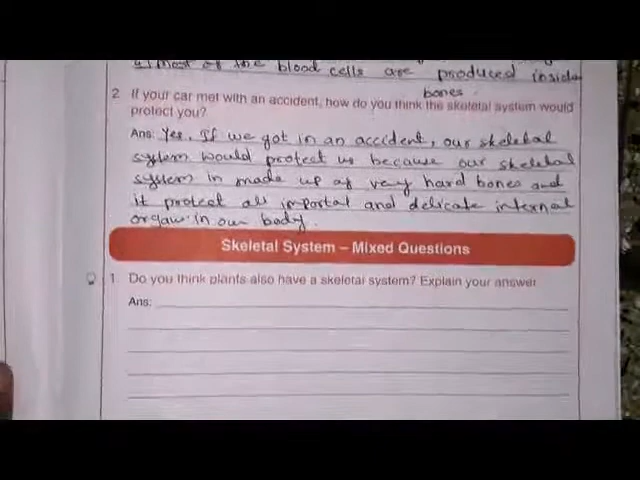 almost of the blood cells are produced inside
bones.
2 If your car met with an accident, how do you think the skeletal system would
protect you?
Ans: Yes, If we got in an accident, our skeletal
system would protect us because our skeletal
system in made up of very hard bones and
it protect all importal and delicate internal
organ in our body.
Skeletal System – Mixed Questions
1. Do you think plants also have a skeletal system? Explain your answer
Ans: